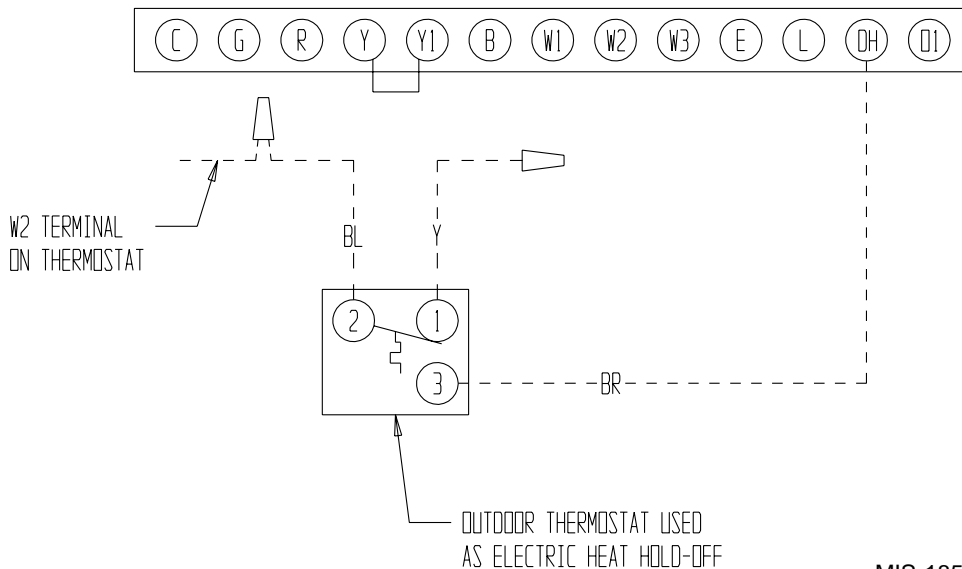 C G R Y Y1 B W1 W2 W3 E L OH O1
W2 TERMINAL
ON THERMOSTAT
BL Y
2 1
3 BR
OUTDOOR THERMOSTAT USED
AS ELECTRIC HEAT HOLD-OFF